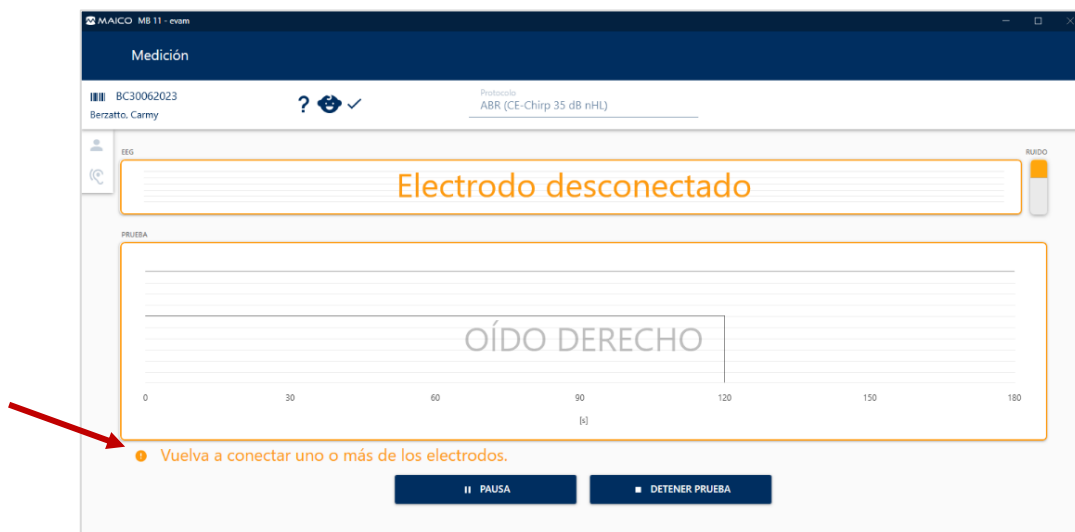 MAICO MB 11 - evam
Medición
BC30062023
Berzatto, Carmy
?
Protocolo
ABR (CE-Chirp 35 dB nHL)
EEG
RUIDO
Electrodo desconectado
PRUEBA
OÍDO DERECHO
0 30 60 90 120 150 180
[s]
Vuelva a conectar uno o más de los electrodos.
PAUSA
DETENER PRUEBA